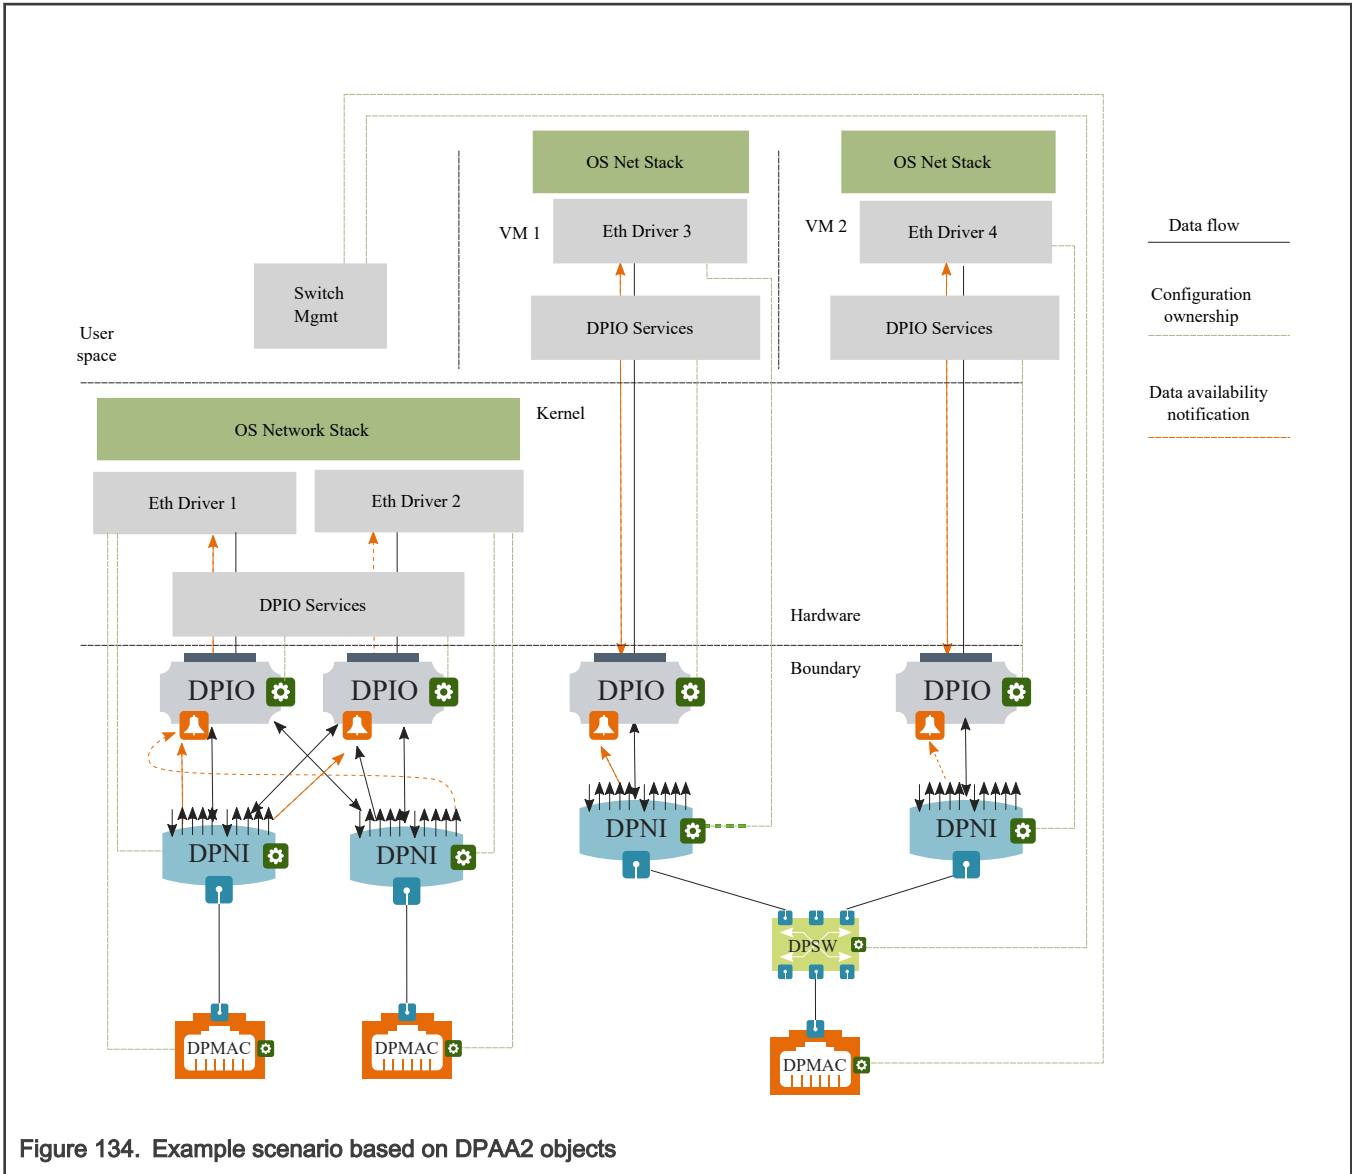 OS Net Stack
OS Net Stack
VM 1
Eth Driver 3
VM 2
Eth Driver 4
Data flow
Switch
Mgmt
Configuration
ownership
User
space
DPIO Services
DPIO Services
Data availability
notification
Kernel
OS Network Stack
Eth Driver 1
Eth Driver 2
DPIO Services
Hardware
Boundary
DPIO
DPIO
DPIO
DPIO
DPNI
DPNI
DPNI
DPNI
DPSW
DPMAC
DPMAC
DPMAC
Figure 134. Example scenario based on DPAA2 objects